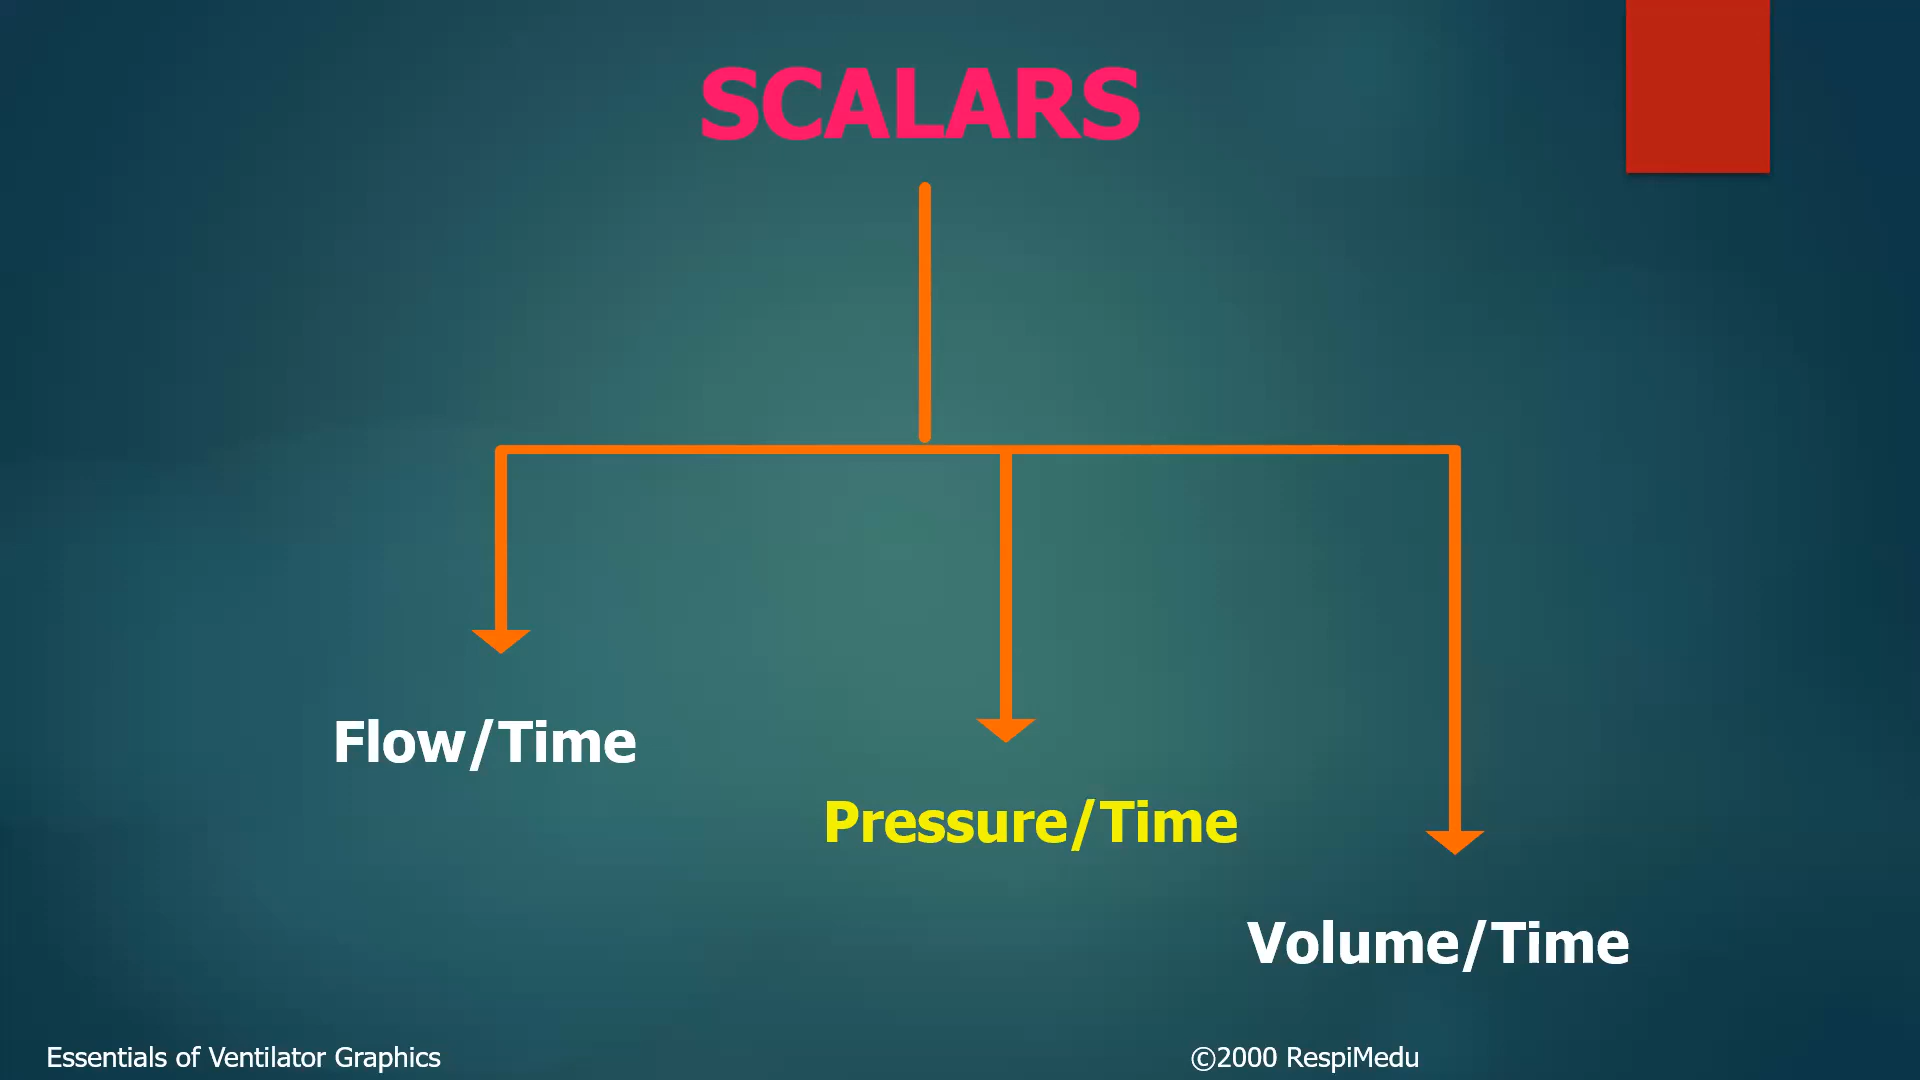 SCALARS
Flow/Time
Pressure/Time
Volume/Time
Essentials of Ventilator Graphics
©2000 RespiMedu